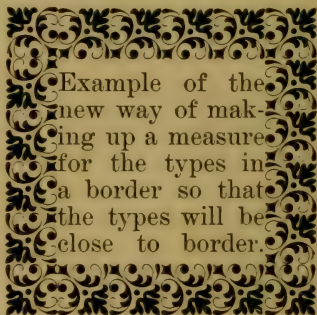 Example of the
new way of mak-
ing up a measure
for the types in
a border so that
the types will be
close to border.